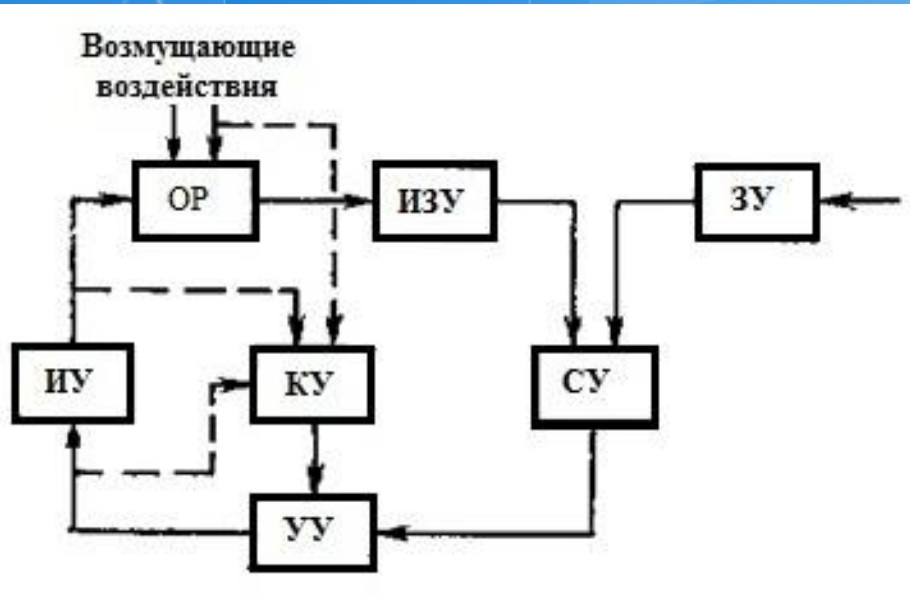 Возмущающие
воздействия
ОР
ИЗУ
ЗУ
ИУ
КУ
СУ
УУ